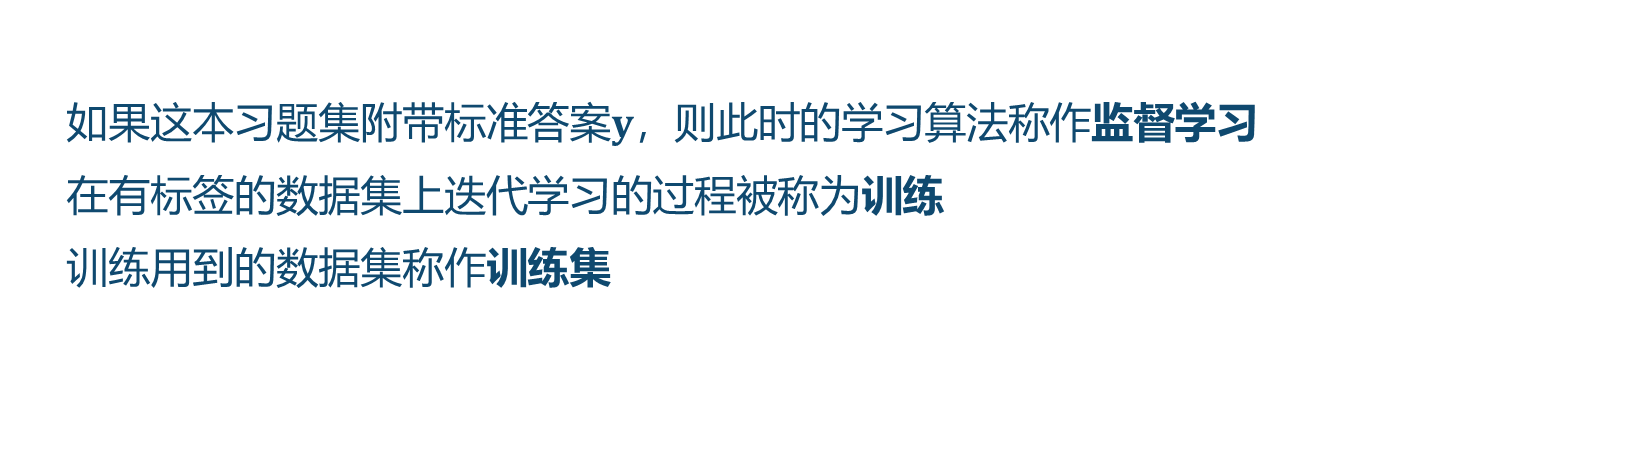 如果这本习题集附带标准答案y，则此时的学习算法称作监督学习
在有标签的数据集上迭代学习的过程被称为训练
训练用到的数据集称作训练集